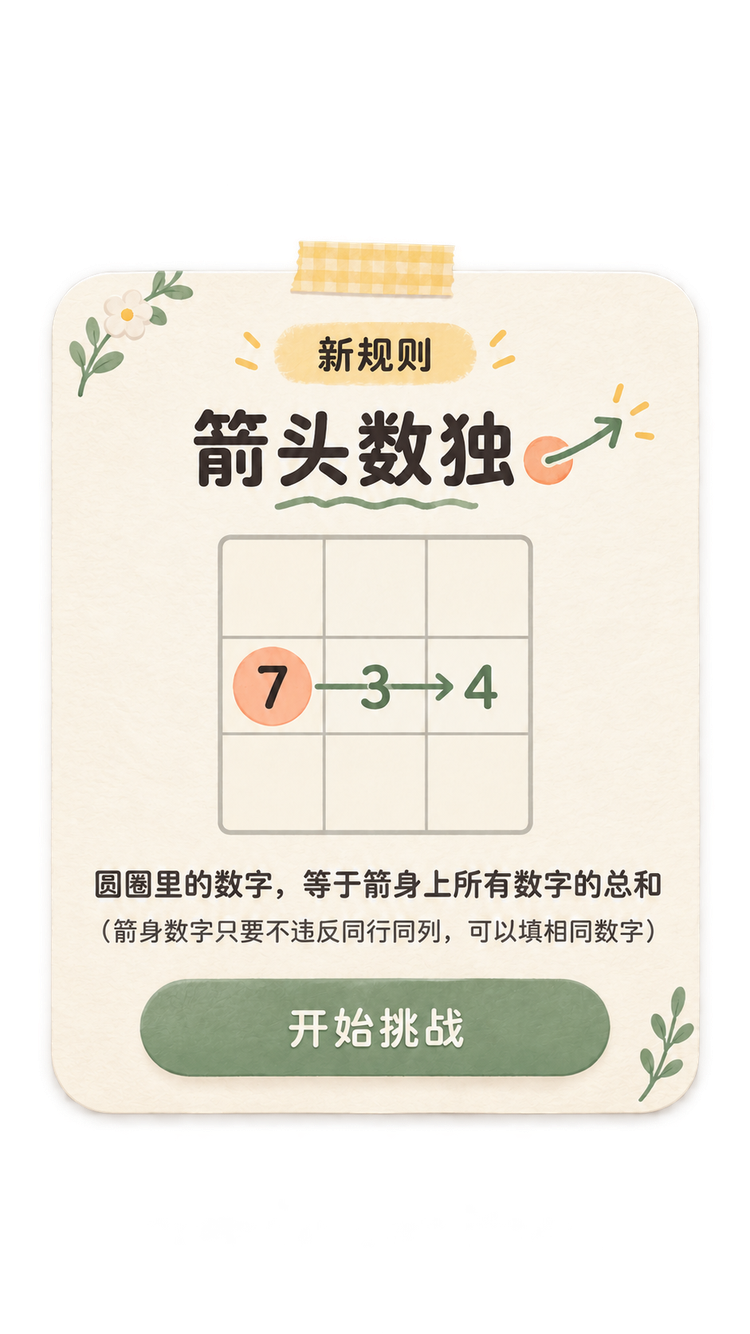 新规则
箭头数独
7 3 4
圆圈里的数字，等于箭身上所有数字的总和
（箭身数字只要不违反同行同列，可以填相同数字）
开始挑战